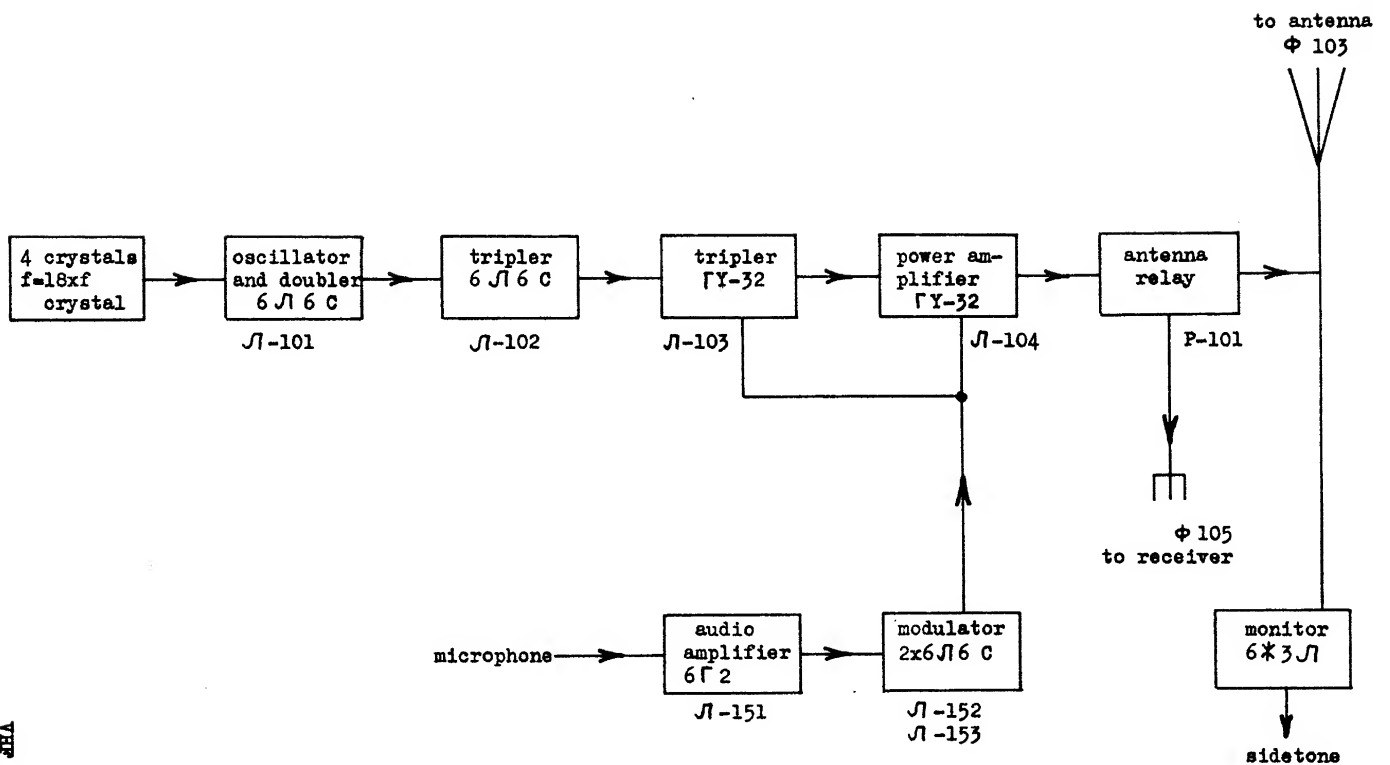 to antenna
Ф 103
4 crystals
f=18xf
crystal
oscillator
and doubler
6Л6С
Л-101
tripler
6Л6С
Л-102
tripler
ГУ-32
Л-103
power am-
plifier
ГУ-32
Л-104
antenna
relay
Р-101
Ф 105
to receiver
microphone
audio
amplifier
6Г2
Л-151
modulator
2x6Л6С
Л-152
Л-153
monitor
6Ж3Л
sidetone
VHF